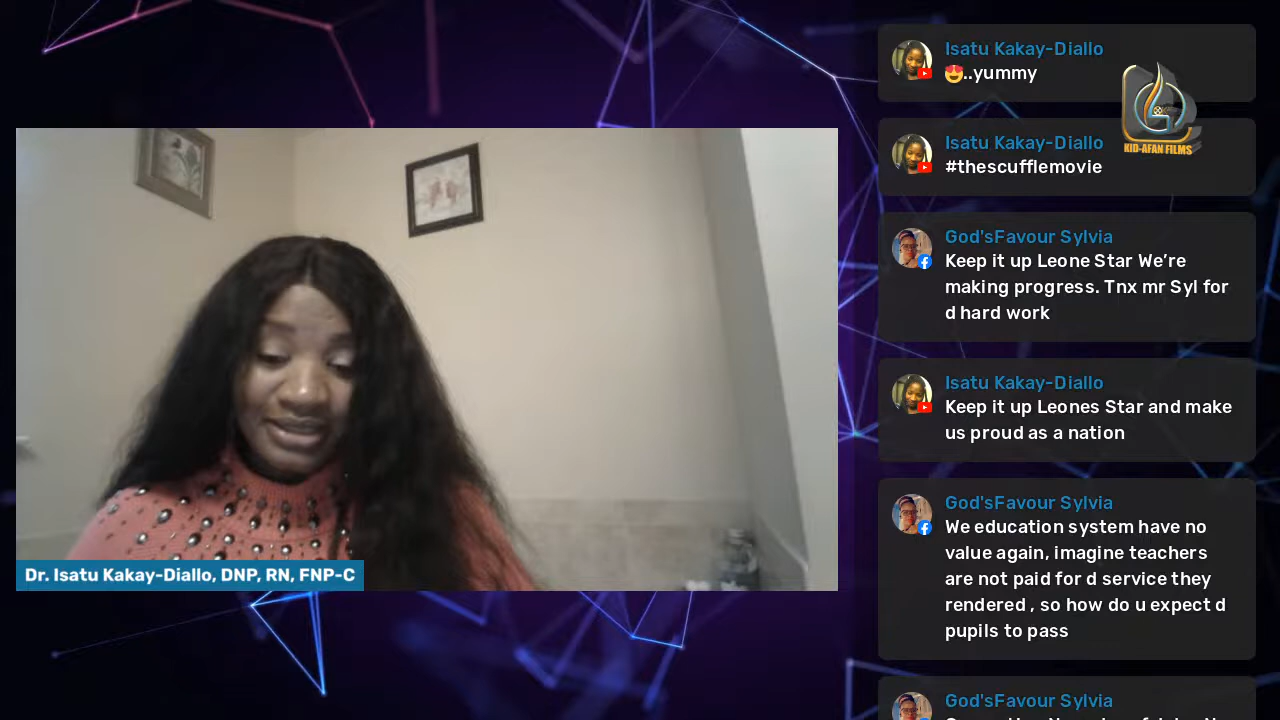 Isatu Kakay-Diallo
😍..yummy
Isatu Kakay-Diallo
#thescufflemovie
KID-AFAN FILMS
God'sFavour Sylvia
Keep it up Leone Star We’re
making progress. Tnx mr Syl for
d hard work
Isatu Kakay-Diallo
Keep it up Leones Star and make
us proud as a nation
God'sFavour Sylvia
We education system have no
value again, imagine teachers
are not paid for d service they
rendered , so how do u expect d
pupils to pass
God'sFavour Sylvia
Dr. Isatu Kakay-Diallo, DNP, RN, FNP-C